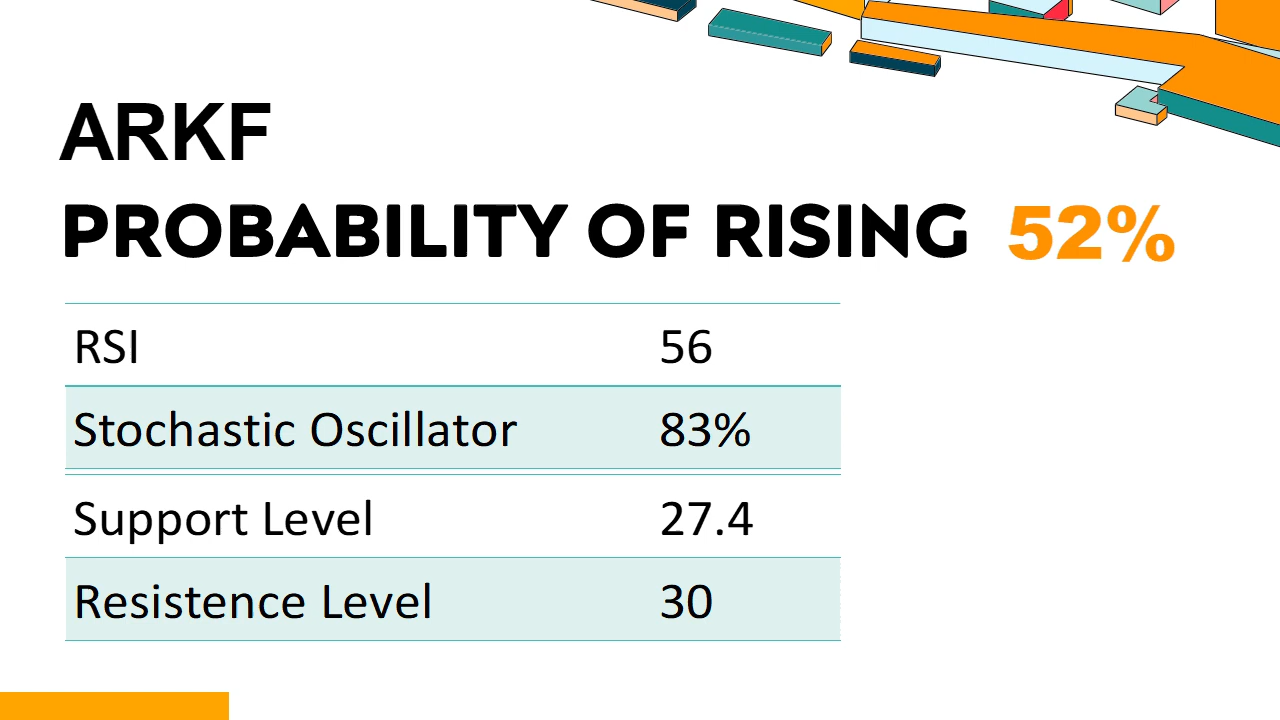 ARKF
PROBABILITY OF RISING 52%
RSI 56
Stochastic Oscillator 83%
Support Level 27.4
Resistence Level 30